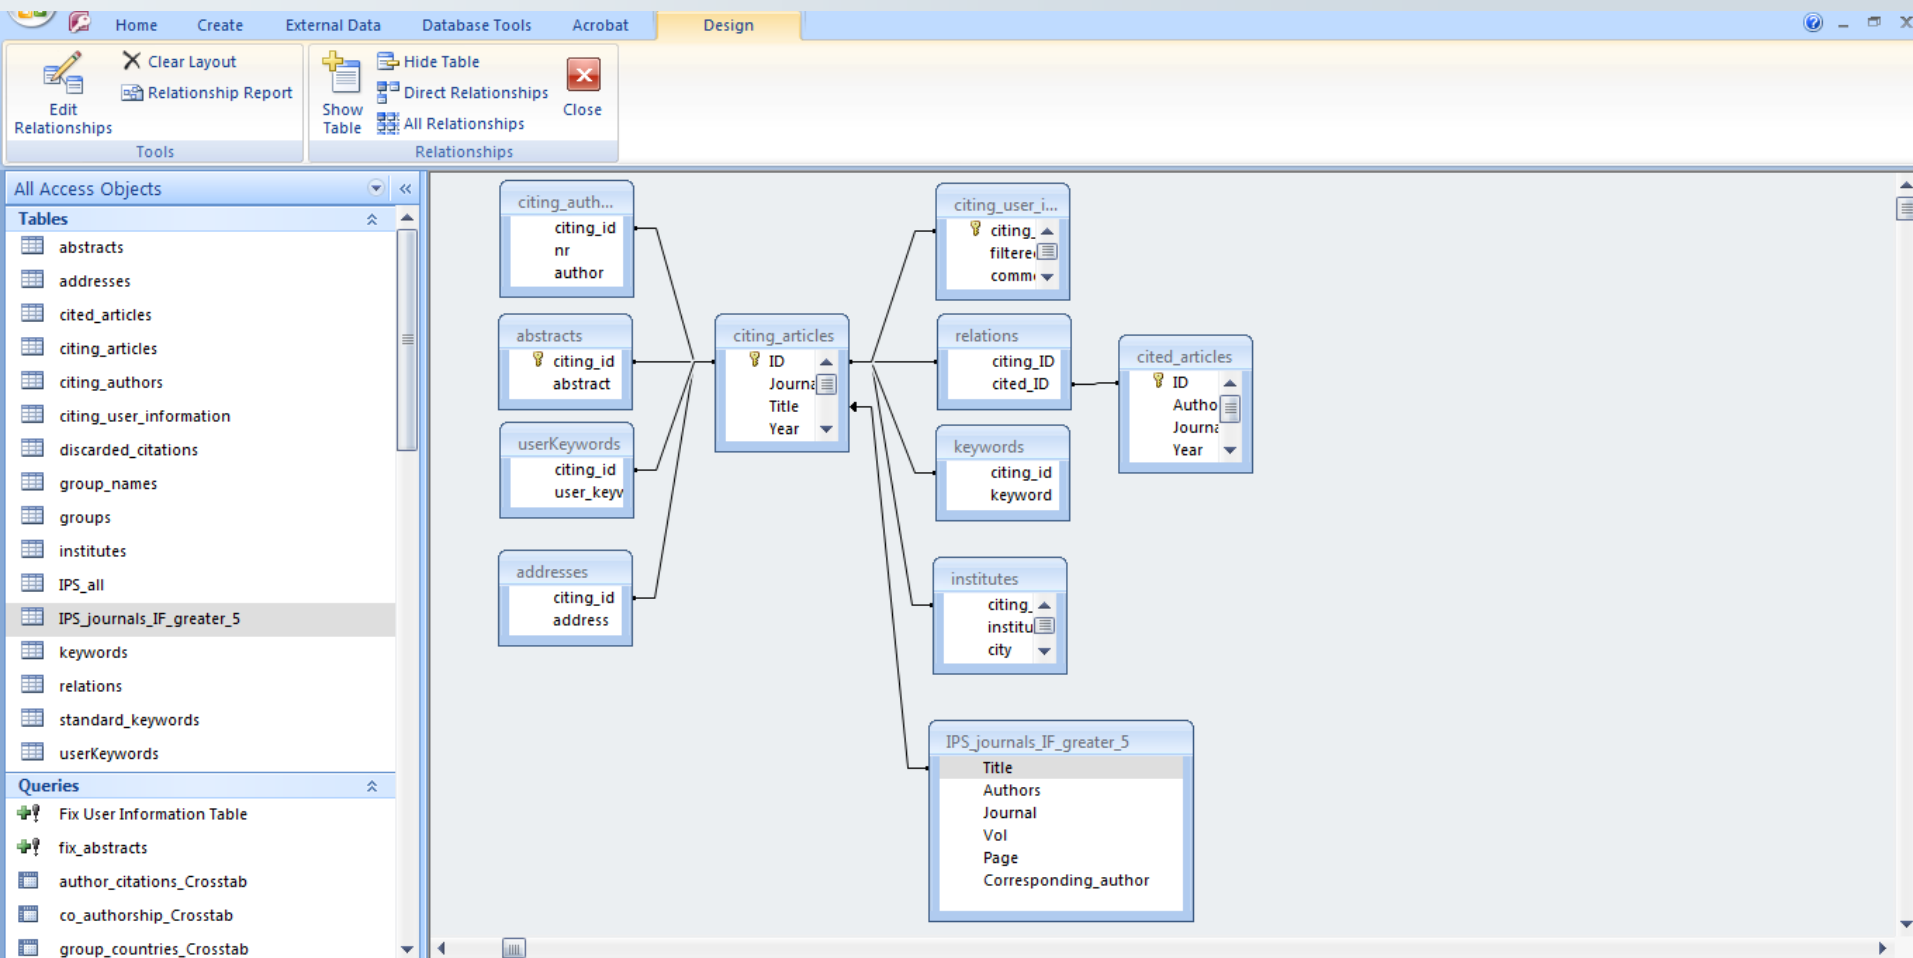 Home Create External Data Database Tools Acrobat Design
Clear Layout
Relationship Report
Edit
Relationships
Tools
Show
Table
Hide Table
Direct Relationships
All Relationships
Close
Relationships
All Access Objects
Tables
abstracts
addresses
cited_articles
citing_articles
citing_authors
citing_user_information
discarded_citations
group_names
groups
institutes
IPS_all
IPS_journals_IF_greater_5
keywords
relations
standard_keywords
userKeywords
Queries
Fix User Information Table
fix_abstracts
author_citations_Crosstab
co_authorship_Crosstab
group_countries_Crosstab
citing_auth...
citing_id
nr
author
abstracts
citing_id
abstract
userKeywords
citing_id
user_keyw
addresses
citing_id
address
citing_articles
ID
Journa
Title
Year
citing_user_i...
citing_
filtere
comm
relations
citing_ID
cited_ID
keywords
citing_id
keyword
institutes
citing_
institu
city
cited_articles
ID
Autho
Journa
Year
IPS_journals_IF_greater_5
Title
Authors
Journal
Vol
Page
Corresponding_author